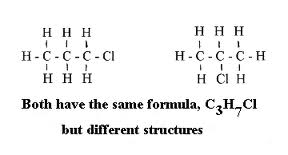 H H H    H H H
H - C - C - C - Cl    H - C - C - C - H
H H H    H Cl H
Both have the same formula, C3H7Cl
but different structures